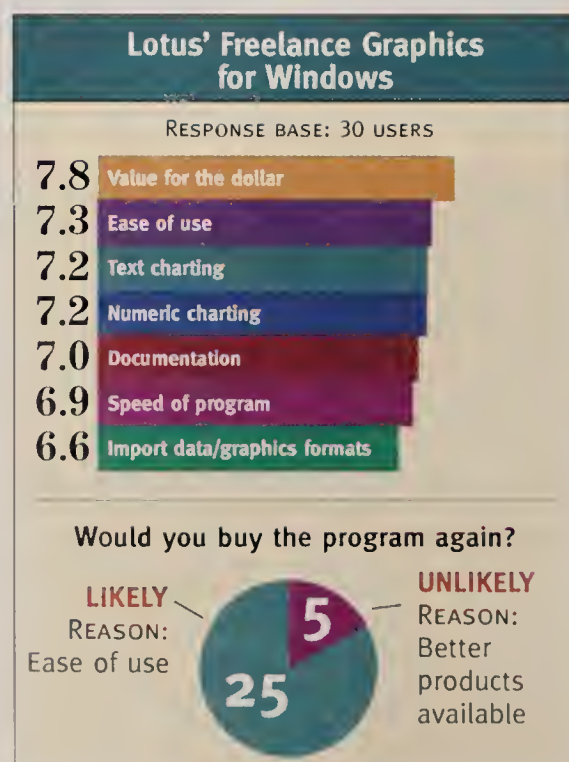 Lotus' Freelance Graphics
for Windows
RESPONSE BASE: 30 USERS
7.8 Value for the dollar
7.3 Ease of use
7.2 Text charting
7.2 Numeric charting
7.0 Documentation
6.9 Speed of program
6.6 Import data/graphics formats
Would you buy the program again?
LIKELY
REASON:
Ease of use
25
5
UNLIKELY
REASON:
Better
products
available